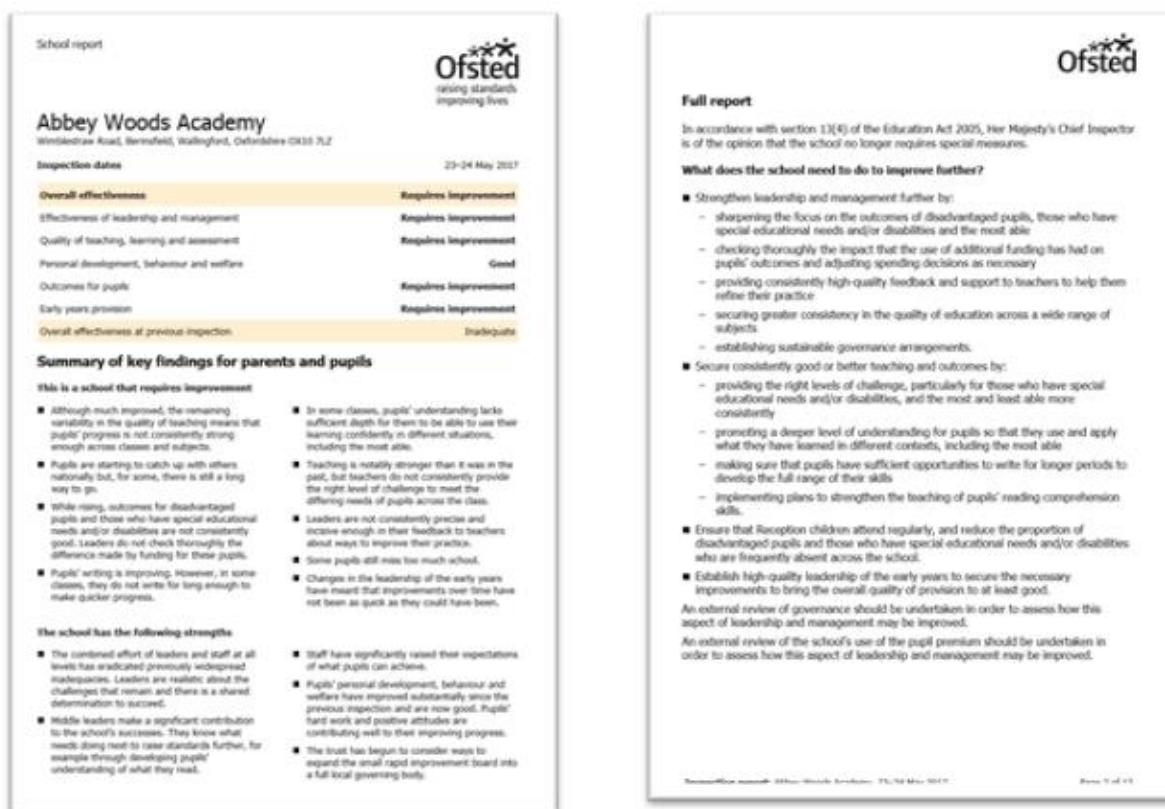 School report
Ofsted
raising standards
improving lives
Abbey Woods Academy
Wimblestraw Road, Berinsfield, Wallingford, Oxfordshire OX10 7LZ
Inspection dates 23–24 May 2017
Overall effectiveness Requires improvement
Effectiveness of leadership and management Requires improvement
Quality of teaching, learning and assessment Requires improvement
Personal development, behaviour and welfare Good
Outcomes for pupils Requires improvement
Early years provision Requires improvement
Overall effectiveness at previous inspection Inadequate
Summary of key findings for parents and pupils
This is a school that requires improvement
■ Although much improved, the remaining
variability in the quality of teaching means that
pupils' progress is not consistently strong
enough across classes and subjects.
■ Pupils are starting to catch up with others
nationally but, for some, there is still a long
way to go.
■ While rising, outcomes for disadvantaged
pupils and those who have special educational
needs and/or disabilities are not consistently
good. Leaders do not check thoroughly the
difference made by funding for these pupils.
■ Pupils' writing is improving. However, in some
classes, they do not write for long enough to
make quicker progress.
■ In some classes, pupils' understanding lacks
sufficient depth for them to be able to use their
learning confidently in different situations,
including the most able.
■ Teaching is notably stronger than it was in the
past, but teachers do not consistently provide
the right level of challenge to meet the
differing needs of pupils across the class.
■ Leaders are not consistently precise and
incisive enough in their feedback to teachers
about ways to improve their practice.
■ Some pupils still miss too much school.
■ Changes in the leadership of the early years
have meant that improvements over time have
not been as quick as they could have been.
The school has the following strengths
■ The combined effort of leaders and staff at all
levels has eradicated previously widespread
inadequacies. Leaders are realistic about the
challenges that remain and there is a shared
determination to succeed.
■ Middle leaders make a significant contribution
to the school's successes. They know what
needs doing next to raise standards further, for
example through developing pupils'
understanding of what they read.
■ Staff have significantly raised their expectations
of what pupils can achieve.
■ Pupils' personal development, behaviour and
welfare have improved substantially since the
previous inspection and are now good. Pupils'
hard work and positive attitudes are
contributing well to their improving progress.
■ The trust has begun to consider ways to
expand the small rapid improvement board into
a full local governing body.
Ofsted
Full report
In accordance with section 13(4) of the Education Act 2005, Her Majesty's Chief Inspector
is of the opinion that the school no longer requires special measures.
What does the school need to do to improve further?
■ Strengthen leadership and management further by:
– sharpening the focus on the outcomes of disadvantaged pupils, those who have
special educational needs and/or disabilities and the most able
– checking thoroughly the impact that the use of additional funding has had on
pupils' outcomes and adjusting spending decisions as necessary
– providing consistently high-quality feedback and support to teachers to help them
refine their practice
– securing greater consistency in the quality of education across a wide range of
subjects
– establishing sustainable governance arrangements.
■ Secure consistently good or better teaching and outcomes by:
– providing the right levels of challenge, particularly for those who have special
educational needs and/or disabilities, and the most and least able more
consistently
– promoting a deeper level of understanding for pupils so that they use and apply
what they have learned in different contexts, including the most able
– making sure that pupils have sufficient opportunities to write for longer periods to
develop the full range of their skills
– implementing plans to strengthen the teaching of pupils' reading comprehension
skills.
■ Ensure that Reception children attend regularly, and reduce the proportion of
disadvantaged pupils and those who have special educational needs and/or disabilities
who are frequently absent across the school.
■ Establish high-quality leadership of the early years to secure the necessary
improvements to bring the overall quality of provision to at least good.
An external review of governance should be undertaken in order to assess how this
aspect of leadership and management may be improved.
An external review of the school's use of the pupil premium should be undertaken in
order to assess how this aspect of leadership and management may be improved.
Inspection report: Abbey Woods Academy, 23–24 May 2017